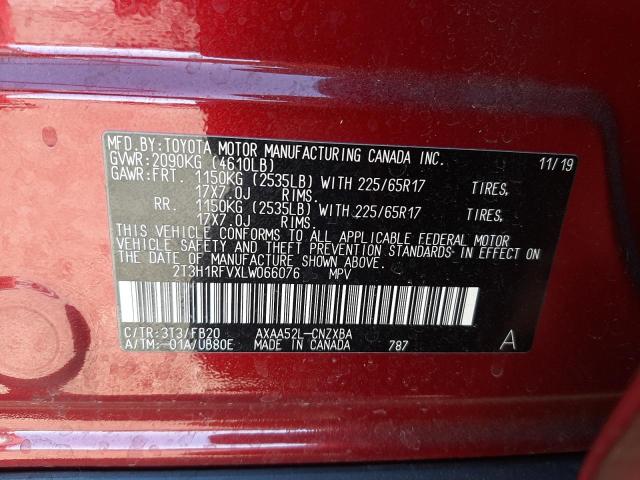 MFD.BY:TOYOTA MOTOR MANUFACTURING CANADA INC. 11/19
GVWR:2090KG (4610LB)
GAWR:FRT. 1150KG (2535LB) WITH 225/65R17 TIRES,
17X7.0J RIMS.
RR. 1150KG (2535LB) WITH 225/65R17 TIRES,
17X7.0J RIMS.
THIS VEHICLE CONFORMS TO ALL APPLICABLE FEDERAL MOTOR
VEHICLE SAFETY AND THEFT PREVENTION STANDARDS IN EFFECT
ON THE DATE OF MANUFACTURE SHOWN ABOVE.
2T3H1RFVXLW066076 MPV
C/TR:3T3/FB20 AXAA52L-CNZXBA
A/TM:-01A/UB80E MADE IN CANADA 787 A